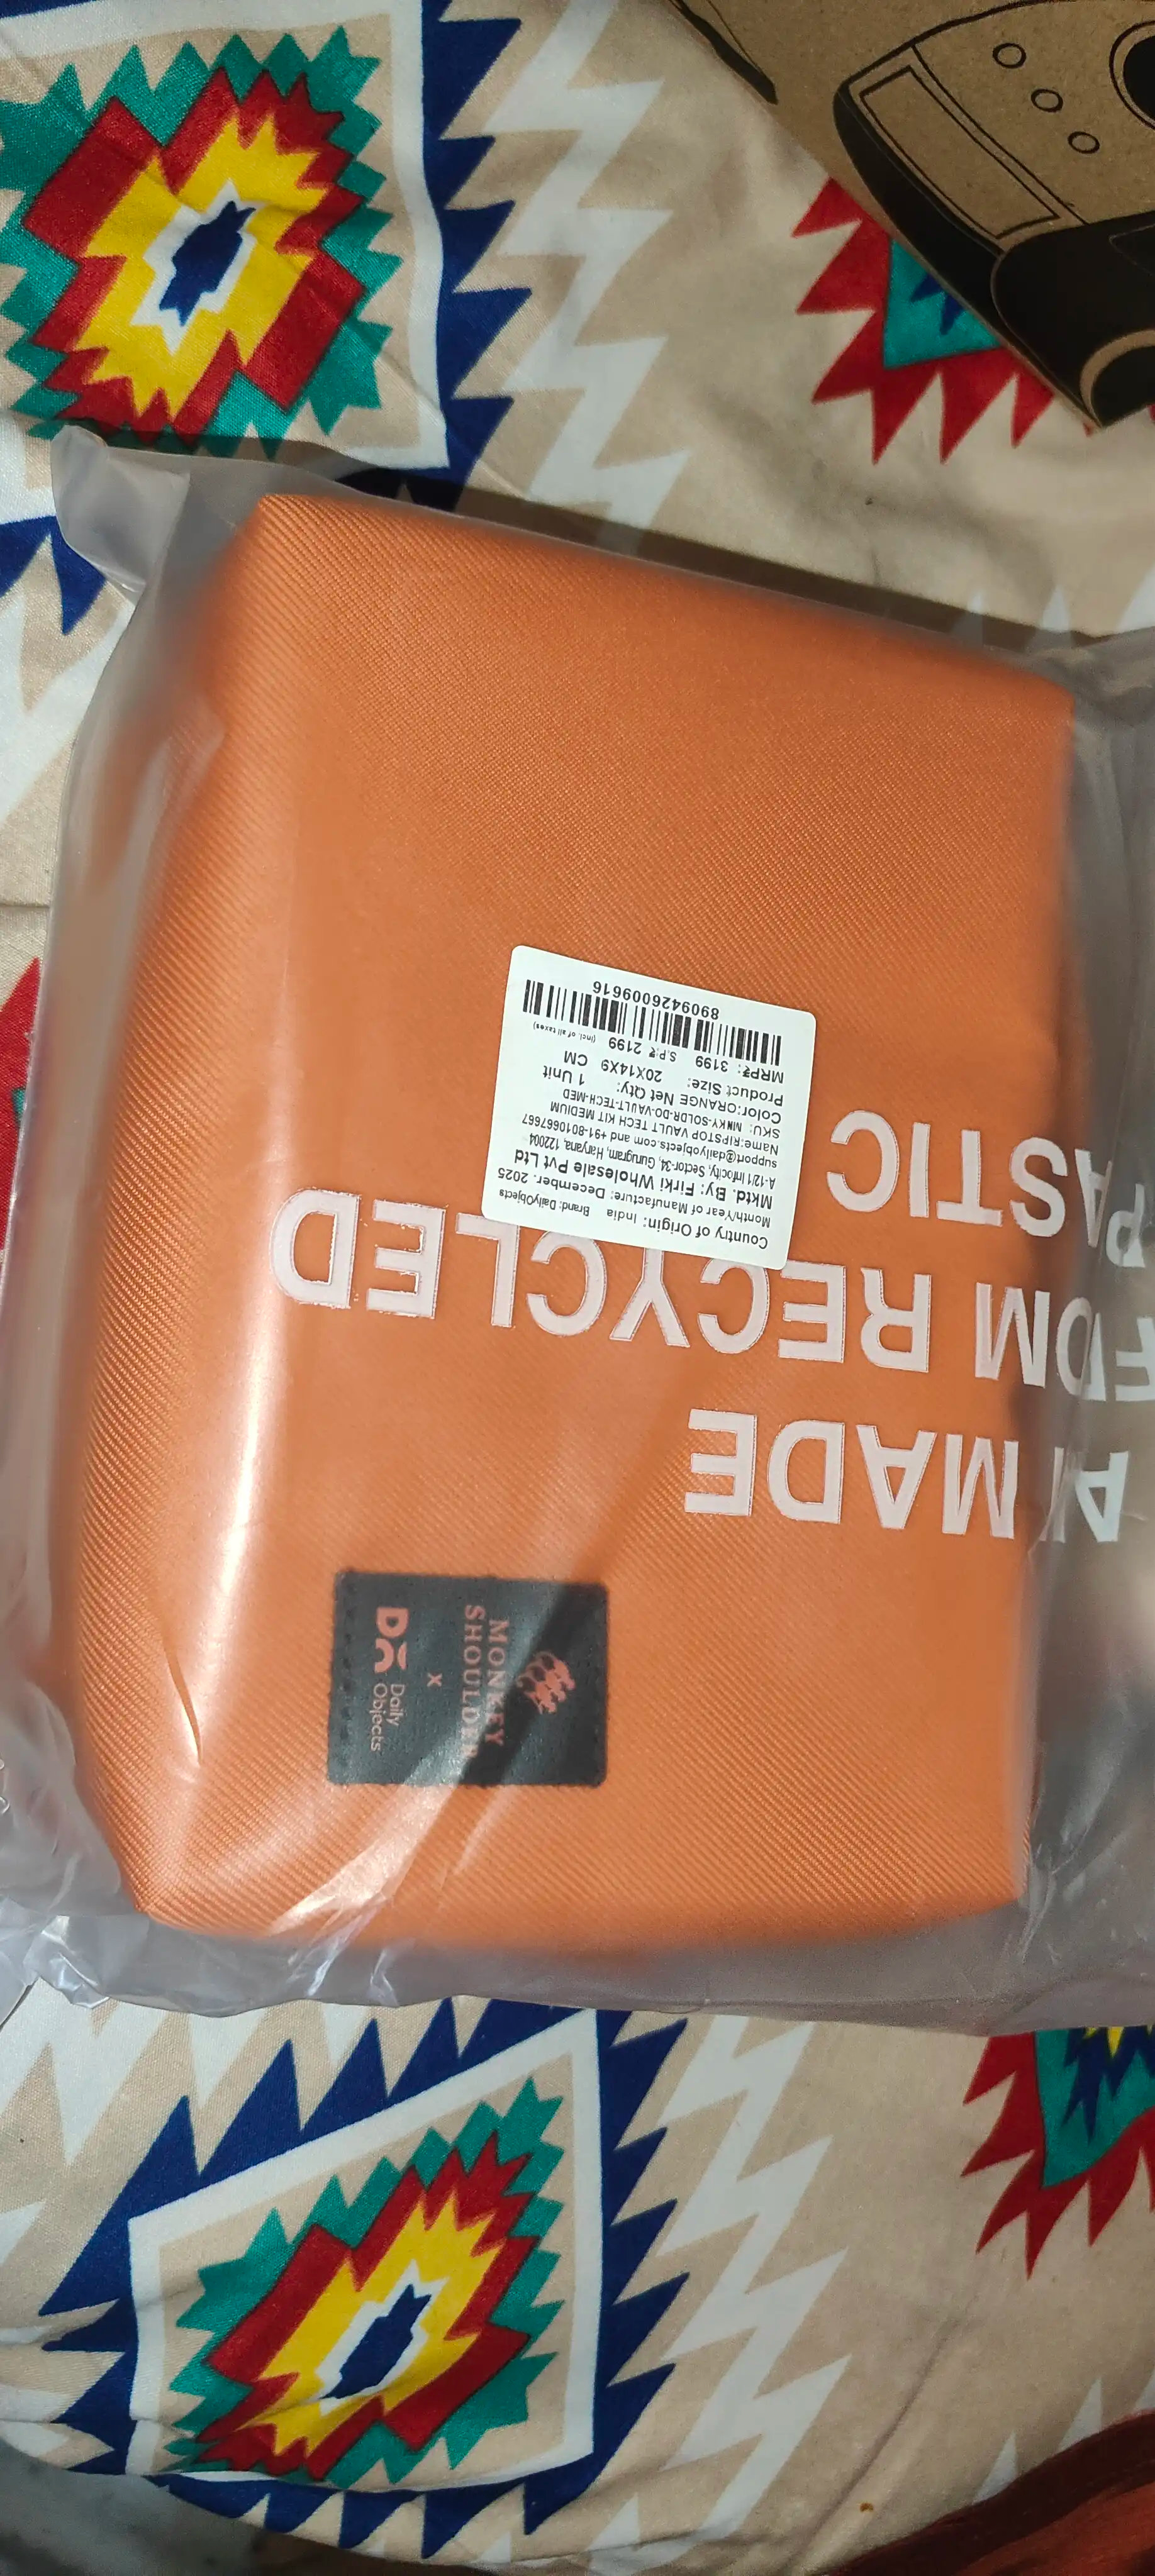 Country of Origin: India Brand: DailyObjects
Month/Year of Manufacture: December. 2025
Mktd. By: Firki Wholesale Pvt Ltd
A-12/1 Infocity, Sector-34, Gurugram, Haryana, 122004
support@dailyobjects.com and +91-8010667667
Name:RIPSTOP VAULT TECH KIT MEDIUM
SKU: MNKY-SOLDR-DO-VAULT-TECH-MED
Color:ORANGE Net Qty: 1 Unit
Product Size: 20X14X9 CM
MRP₹: 3199 S.P:₹ 2199 (incl. of all taxes)
8909426009616
MADE
RECYCLED
MONKEY
SHOULDER
x
DO Daily
Objects